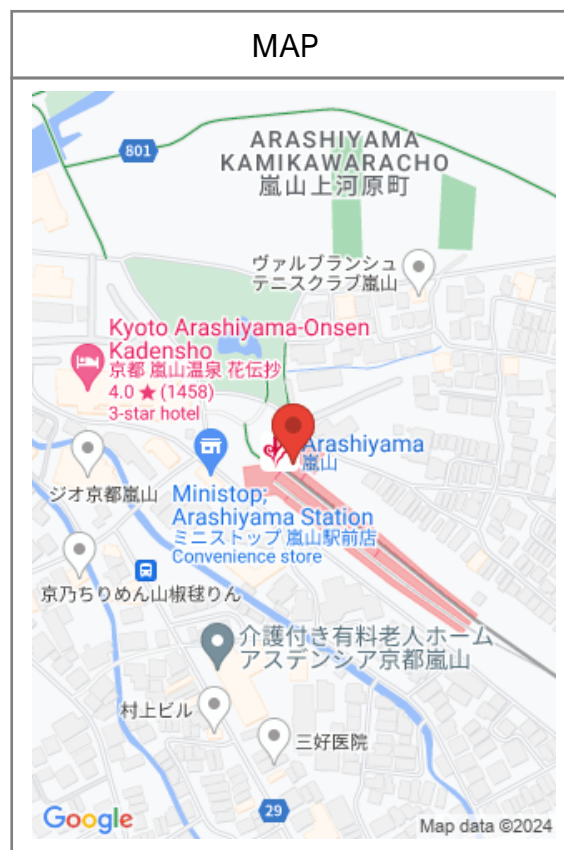 MAP
801
ARASHIYAMA
KAMIKAWARACHO
嵐山上河原町
ヴァルブランシュ
テニスクラブ嵐山
Kyoto Arashiyama-Onsen
Kadensho
京都 嵐山温泉 花伝抄
4.0 ★ (1458)
3-star hotel
Arashiyama
嵐山
ジオ京都嵐山
Ministop;
Arashiyama Station
ミニストップ 嵐山駅前店
Convenience store
京乃ちりめん山椒毬りん
介護付き有料老人ホーム
アステンシア京都嵐山
村上ビル
三好医院
29
Google
Map data ©2024